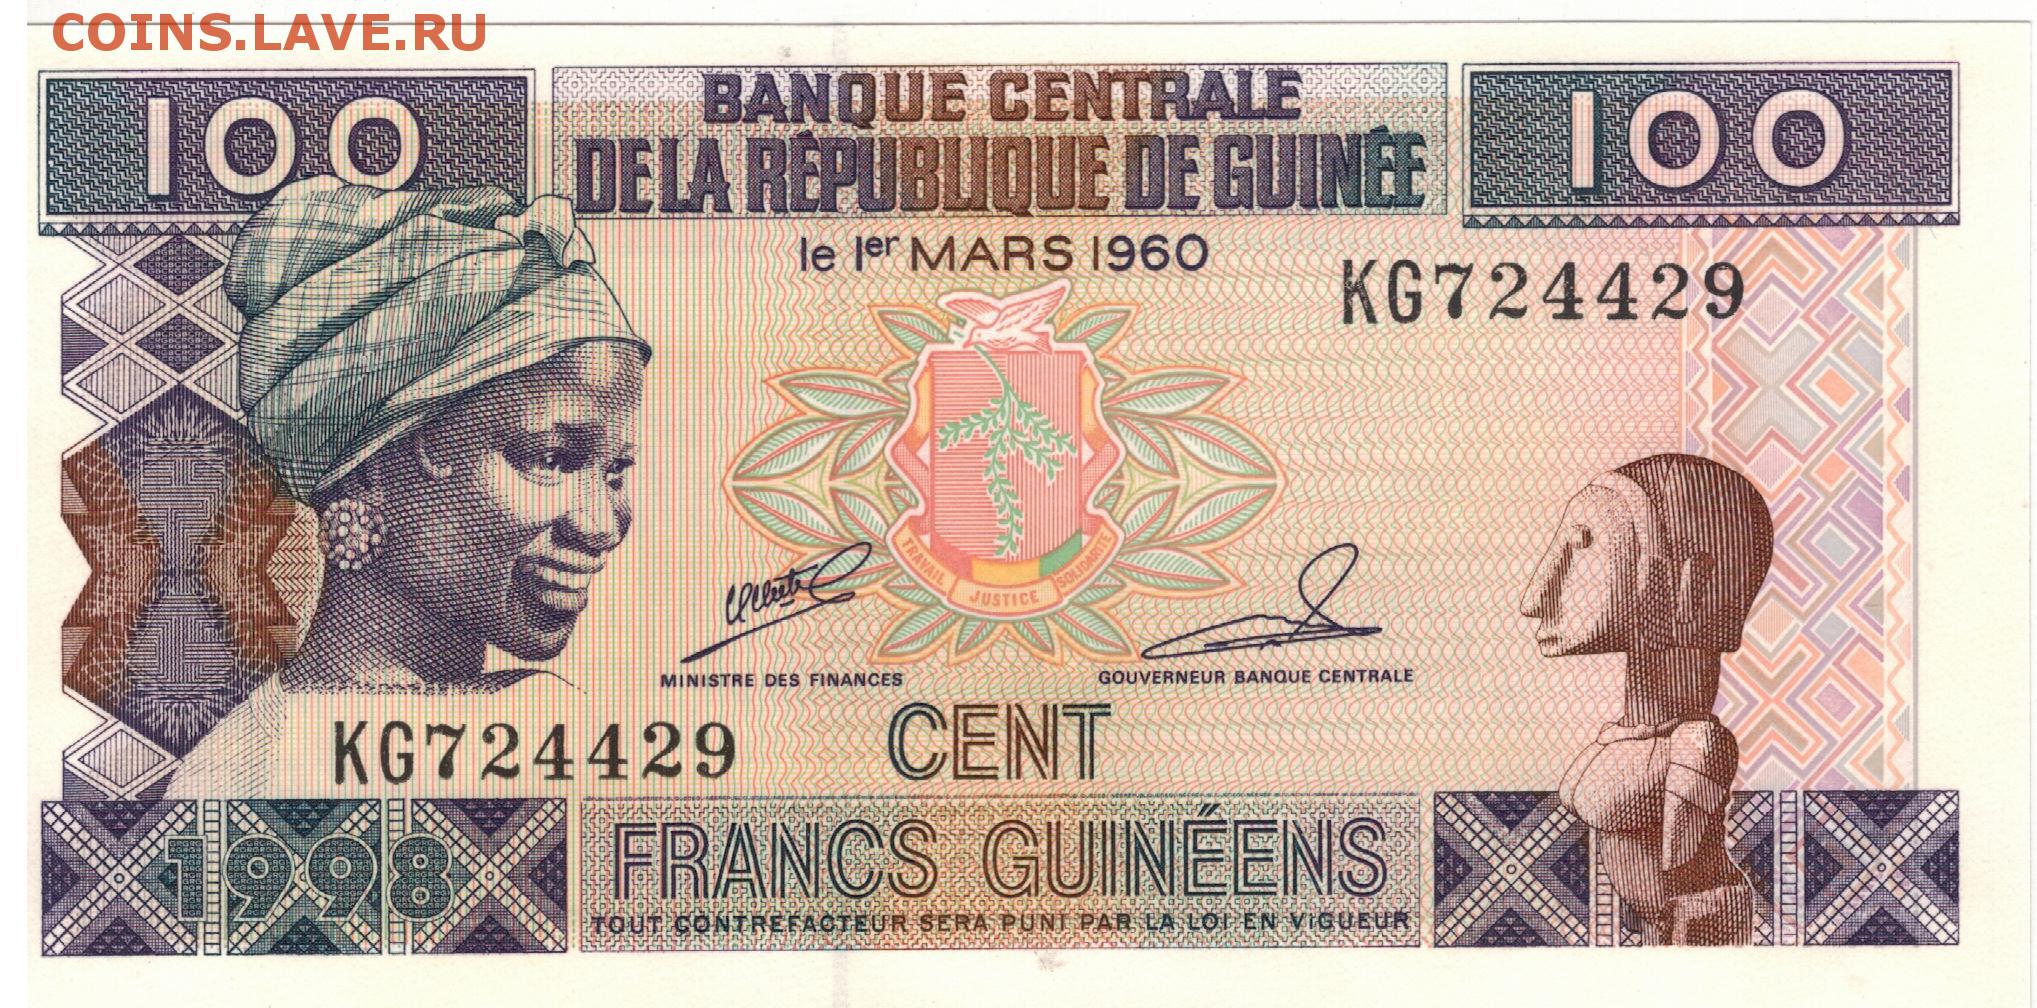 COINS.LAVE.RU
100
BANQUE CENTRALE
100
DE LA RÉPUBLIQUE DE GUINÉE
le 1er MARS 1960
KG724429
TRAVAIL
JUSTICE
SOLIDARITE
MINISTRE DES FINANCES
GOUVERNEUR BANQUE CENTRALE
KG724429
CENT
1998
FRANCS GUINÉENS
TOUT CONTREFACTEUR SERA PUNI PAR LA LOI EN VIGUEUR